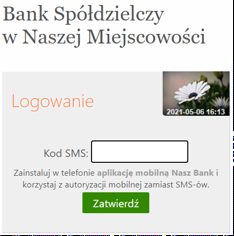 Bank Spółdzielczy
w Naszej Miejscowości
Logowanie
2021-05-06 16:13
Kod SMS:
Zainstaluj w telefonie aplikację mobilną Nasz Bank i
korzystaj z autoryzacji mobilnej zamiast SMS-ów.
Zatwierdź